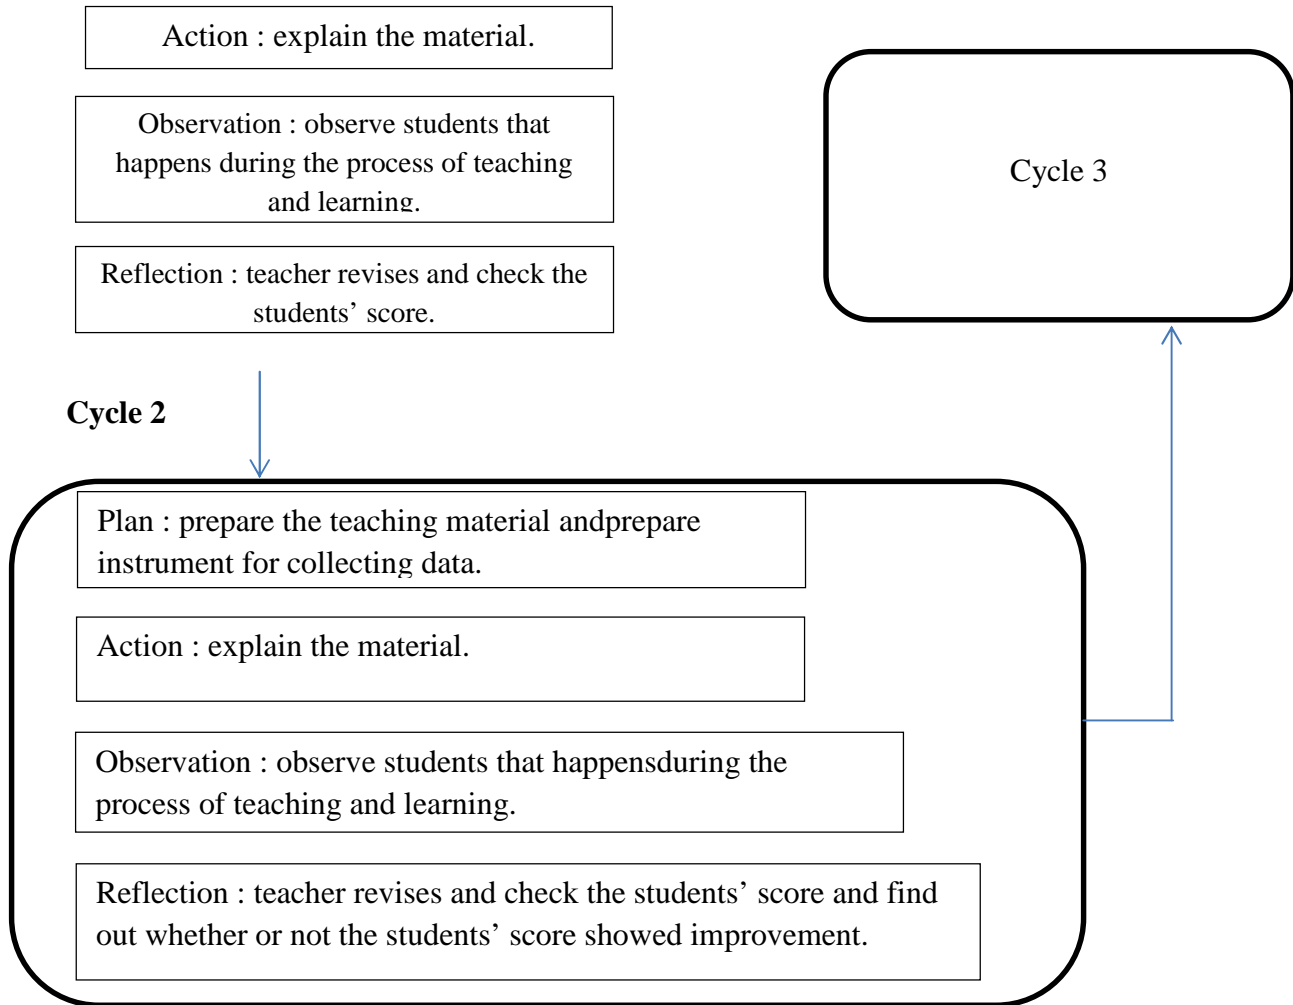 Action : explain the material.
Observation : observe students that
happens during the process of teaching
and learning.
Reflection : teacher revises and check the
students’ score.
Cycle 3
Cycle 2
Plan : prepare the teaching material andprepare
instrument for collecting data.
Action : explain the material.
Observation : observe students that happensduring the
process of teaching and learning.
Reflection : teacher revises and check the students’ score and find
out whether or not the students’ score showed improvement.